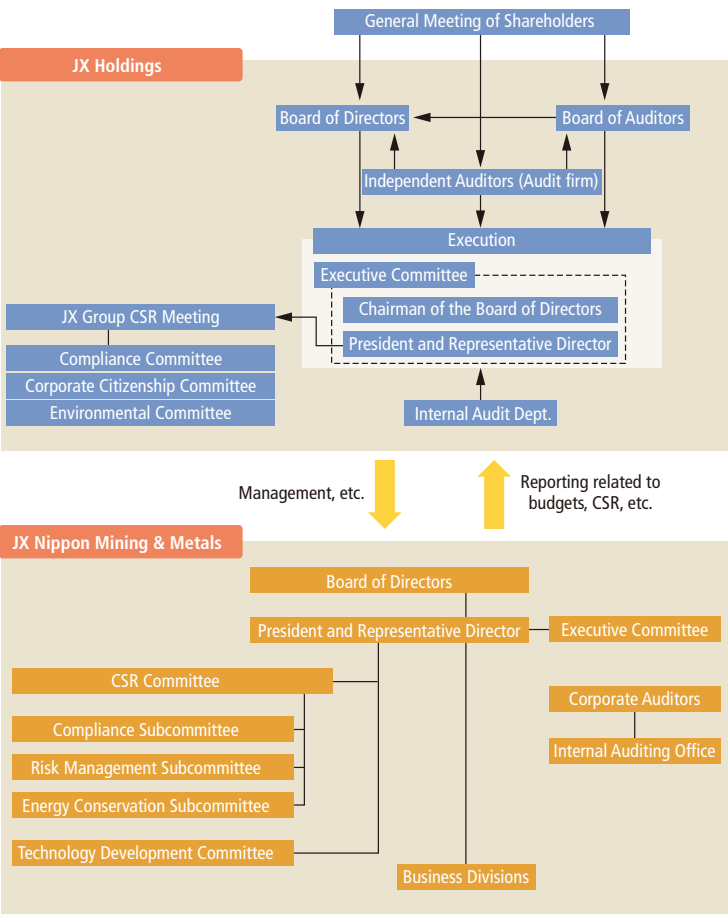 General Meeting of Shareholders
JX Holdings
Board of Directors
Board of Auditors
Independent Auditors (Audit firm)
Execution
Executive Committee
Chairman of the Board of Directors
President and Representative Director
JX Group CSR Meeting
Compliance Committee
Corporate Citizenship Committee
Environmental Committee
Internal Audit Dept.
Management, etc.
Reporting related to
budgets, CSR, etc.
JX Nippon Mining & Metals
Board of Directors
President and Representative Director
Executive Committee
CSR Committee
Compliance Subcommittee
Risk Management Subcommittee
Energy Conservation Subcommittee
Technology Development Committee
Corporate Auditors
Internal Auditing Office
Business Divisions